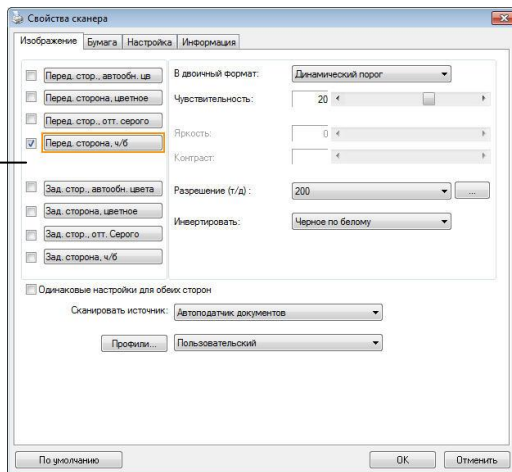 Свойства сканера
Изображение Бумага Настройка Информация
Перед. стор., автообн. цв
Перед. сторона, цветное
Перед. стор., отт. серого
Перед. сторона, ч/б
Зад. стор., автообн. цвета
Зад. сторона, цветное
Зад. стор., отт. Серого
Зад. сторона, ч/б
В двоичный формат: Динамический порог
Чувствительность: 20
Яркость: 0
Контраст:
Разрешение (т/д) : 200 ...
Инвертировать: Черное по белому
Одинаковые настройки для обеих сторон
Сканировать источник: Автоподатчик документов
Профили... Пользовательский
По умолчанию OK Отменить